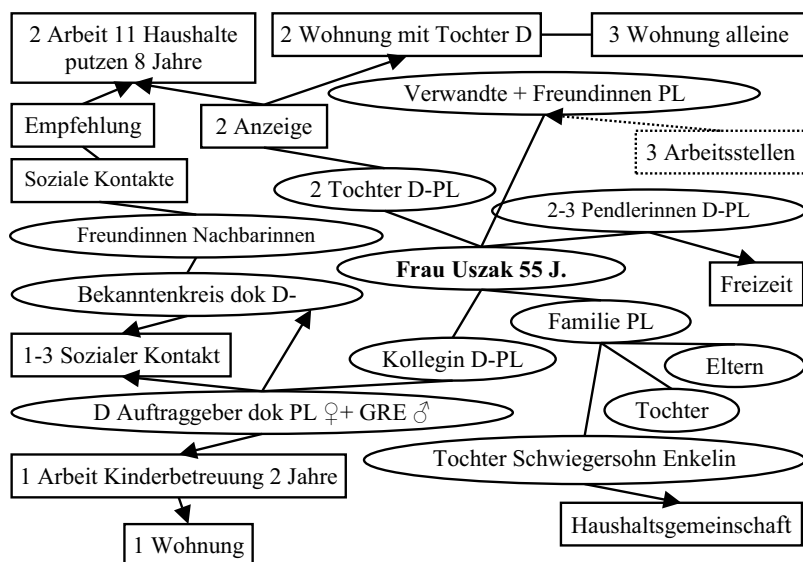 2 Arbeit 11 Haushalte
putzen 8 Jahre
2 Wohnung mit Tochter D
3 Wohnung alleine
Verwandte + Freundinnen PL
Empfehlung
2 Anzeige
3 Arbeitsstellen
Soziale Kontakte
2 Tochter D-PL
2-3 Pendlerinnen D-PL
Freundinnen Nachbarinnen
Frau Uszak 55 J.
Freizeit
Bekanntenkreis dok D-
Familie PL
1-3 Sozialer Kontakt
Kollegin D-PL
Eltern
D Auftraggeber dok PL ♀+ GRE ♂
Tochter
Tochter Schwiegersohn Enkelin
1 Arbeit Kinderbetreuung 2 Jahre
Haushaltsgemeinschaft
1 Wohnung